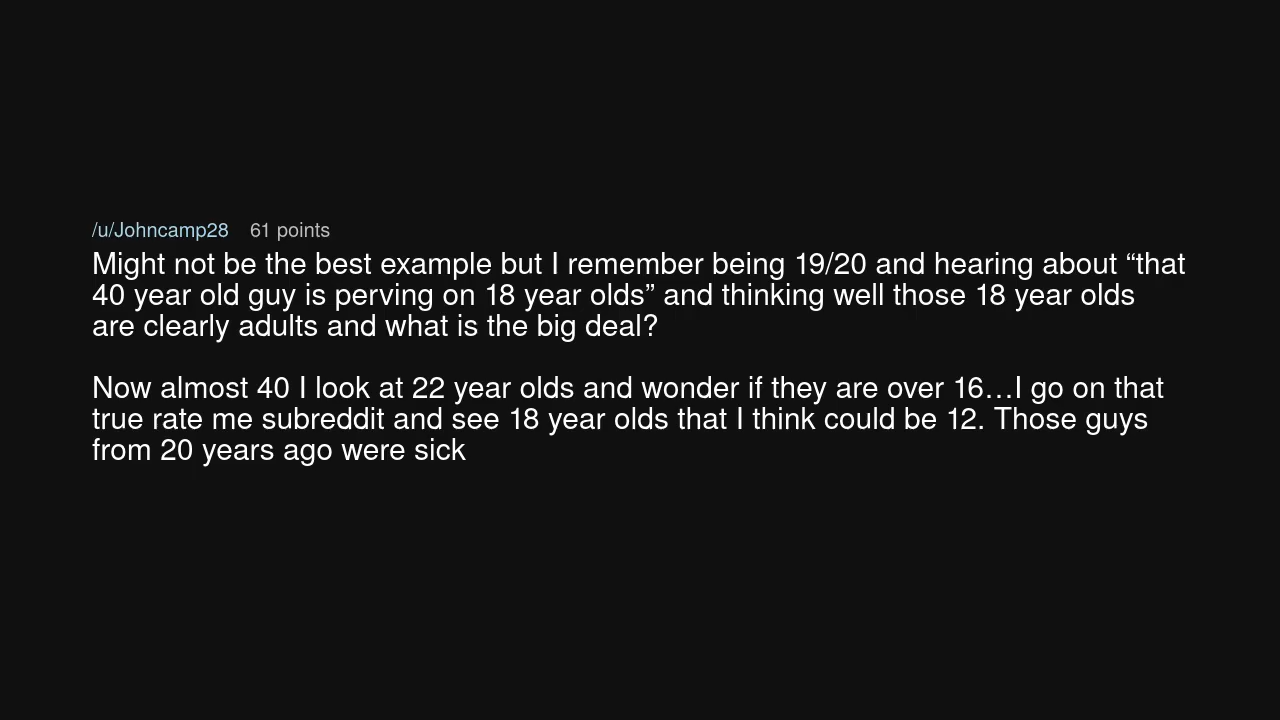 /u/Johncamp28 61 points
Might not be the best example but I remember being 19/20 and hearing about “that
40 year old guy is perving on 18 year olds” and thinking well those 18 year olds
are clearly adults and what is the big deal?
Now almost 40 I look at 22 year olds and wonder if they are over 16…I go on that
true rate me subreddit and see 18 year olds that I think could be 12. Those guys
from 20 years ago were sick